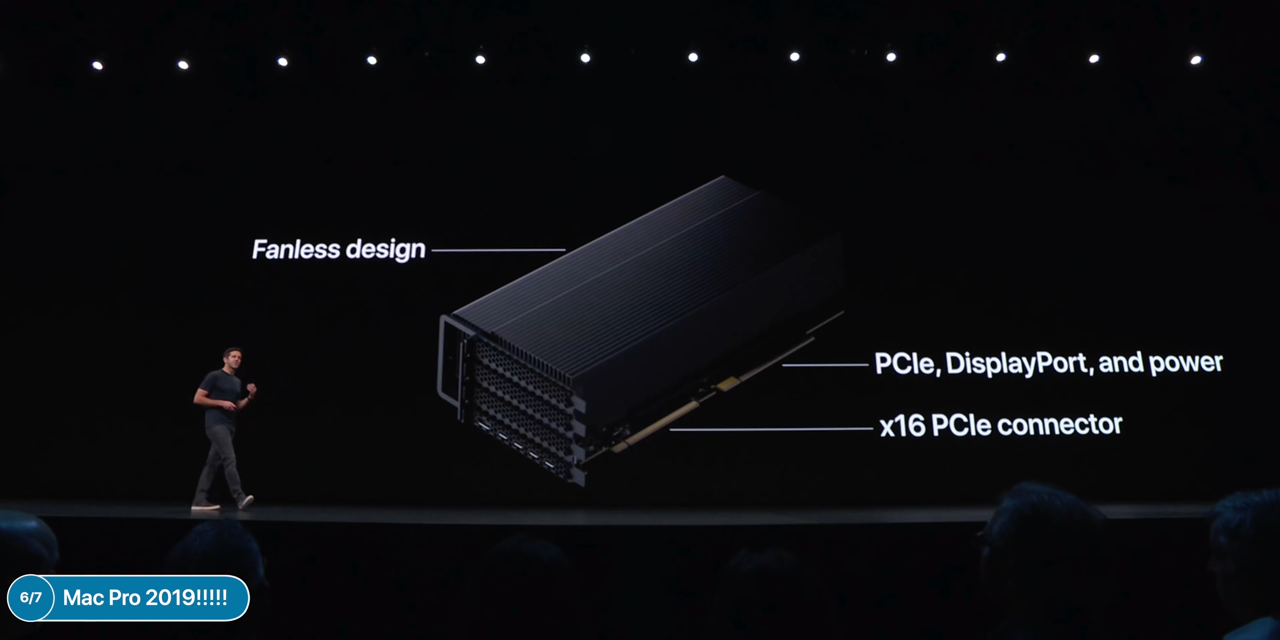 Fanless design
PCIe, DisplayPort, and power
x16 PCIe connector
6/7 Mac Pro 2019!!!!!